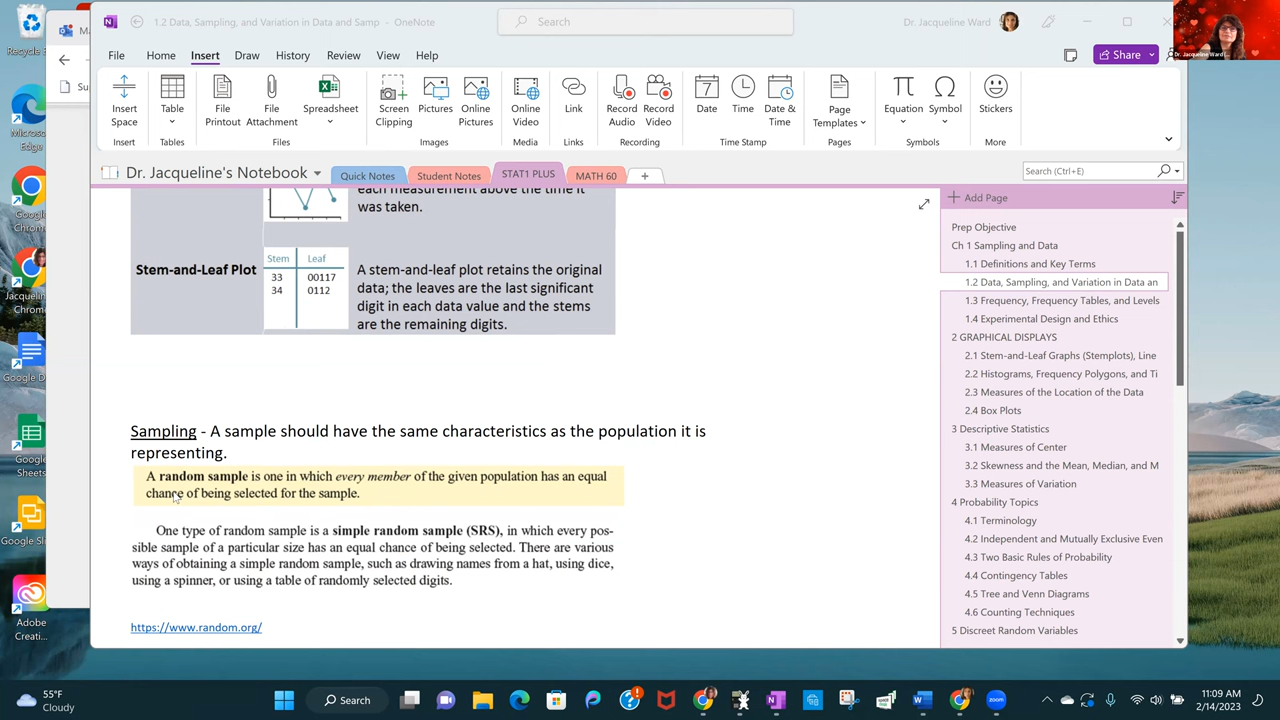 Recycle
1.2 Data, Sampling, and Variation in Data and Samp - OneNote
Search
Dr. Jacqueline Ward
Dr. Jacqueline Ward
File Home Insert Draw History Review View Help
Share
Insert Space
Table
File Printout
File Attachment
Spreadsheet
Screen Clipping
Pictures
Online Pictures
Online Video
Link
Record Audio
Record Video
Date
Time
Date & Time
Page Templates
Equation
Symbol
Stickers
Insert Tables Files Images Media Links Recording Time Stamp Pages Symbols More
Dr. Jacqueline's Notebook
Quick Notes Student Notes STAT1 PLUS MATH 60
Search (Ctrl+E)
each measurement above the time it
was taken.
Stem-and-Leaf Plot
Stem Leaf
33 00117
34 0112
A stem-and-leaf plot retains the original
data; the leaves are the last significant
digit in each data value and the stems
are the remaining digits.
Sampling - A sample should have the same characteristics as the population it is
representing.
A random sample is one in which every member of the given population has an equal
chance of being selected for the sample.
One type of random sample is a simple random sample (SRS), in which every pos-
sible sample of a particular size has an equal chance of being selected. There are various
ways of obtaining a simple random sample, such as drawing names from a hat, using dice,
using a spinner, or using a table of randomly selected digits.
https://www.random.org/
Add Page
Prep Objective
Ch 1 Sampling and Data
1.1 Definitions and Key Terms
1.2 Data, Sampling, and Variation in Data an
1.3 Frequency, Frequency Tables, and Levels
1.4 Experimental Design and Ethics
2 GRAPHICAL DISPLAYS
2.1 Stem-and-Leaf Graphs (Stemplots), Line
2.2 Histograms, Frequency Polygons, and Ti
2.3 Measures of the Location of the Data
2.4 Box Plots
3 Descriptive Statistics
3.1 Measures of Center
3.2 Skewness and the Mean, Median, and M
3.3 Measures of Variation
4 Probability Topics
4.1 Terminology
4.2 Independent and Mutually Exclusive Even
4.3 Two Basic Rules of Probability
4.4 Contingency Tables
4.5 Tree and Venn Diagrams
4.6 Counting Techniques
5 Discreet Random Variables
Su
Microsoft
Edge
Google
Chrome
Jacqueline
Chrome
Google D
Google
Sheets
Google Sli
Adobe
Creati...
55°F
Cloudy
Search
11:09 AM
2/14/2023